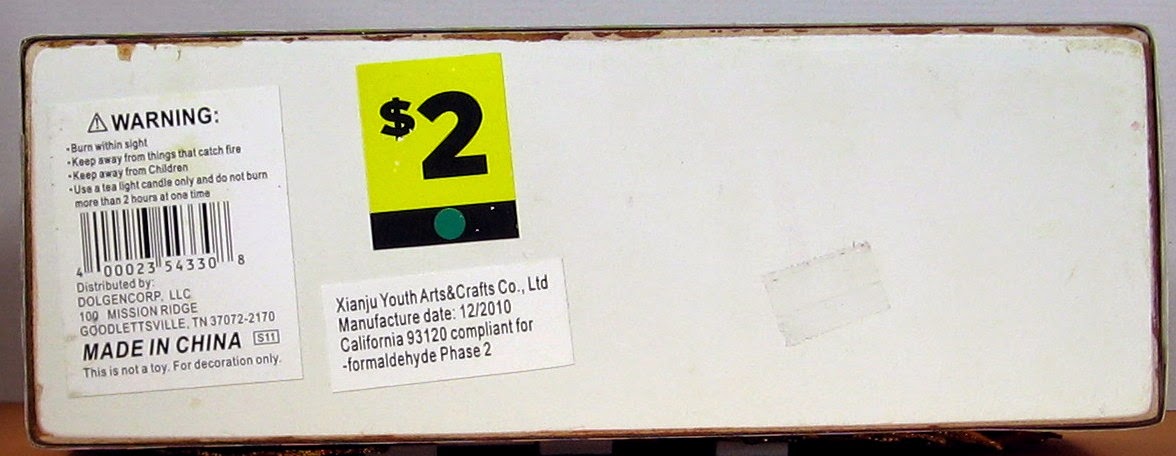 ⚠ WARNING:
·Burn within sight
·Keep away from things that catch fire
·Keep away from Children
·Use a tea light candle only and do not burn
more than 2 hours at one time
4 00023 54330 8
Distributed by:
DOLGENCORP, LLC
100 MISSION RIDGE
GOODLETTSVILLE, TN 37072-2170
MADE IN CHINA S11
This is not a toy. For decoration only.
$2
Xianju Youth Arts&Crafts Co., Ltd
Manufacture date: 12/2010
California 93120 compliant for
-formaldehyde Phase 2